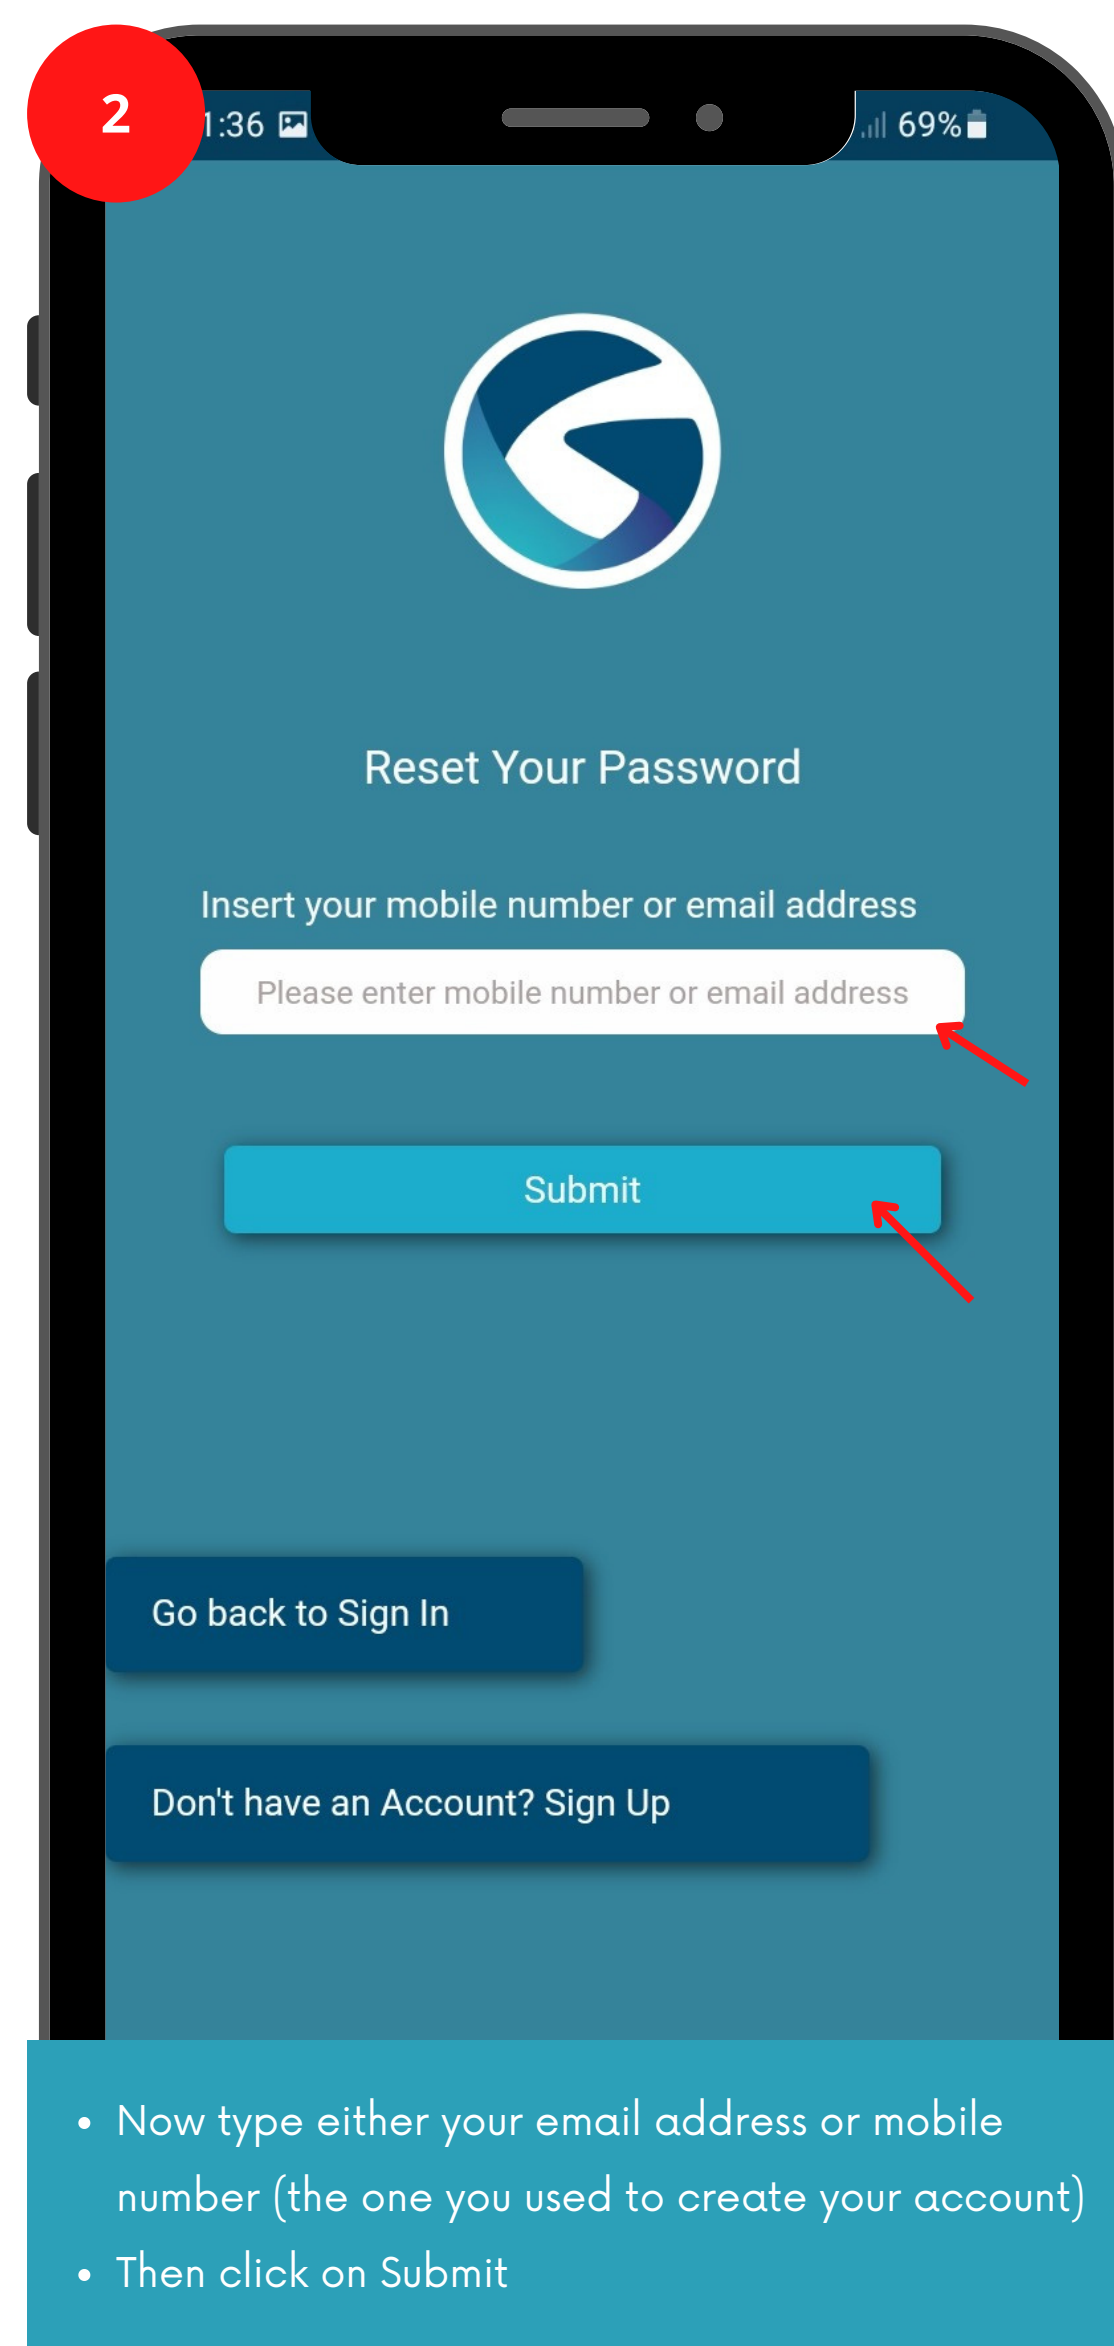 2
1:36
69%
Reset Your Password
Insert your mobile number or email address
Please enter mobile number or email address
Submit
Go back to Sign In
Don't have an Account? Sign Up
• Now type either your email address or mobile
number (the one you used to create your account)
• Then click on Submit